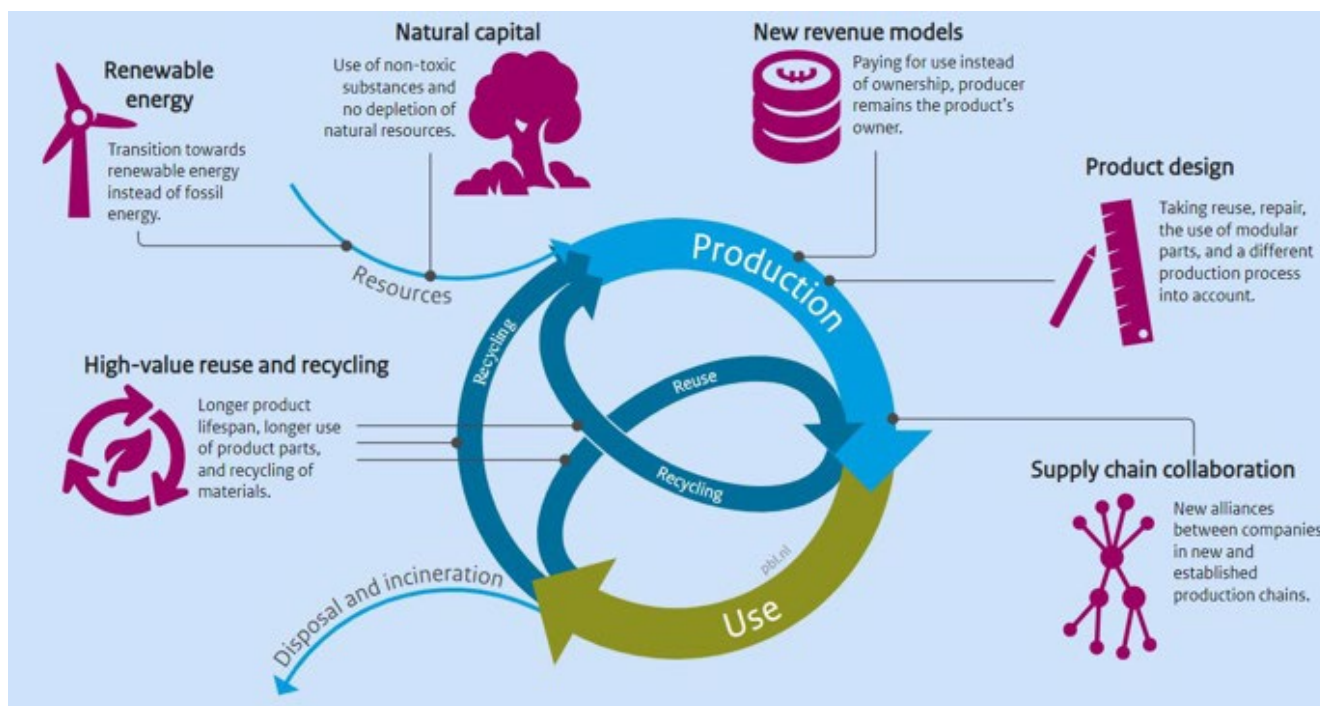 Renewable
energy
Transition towards
renewable energy
instead of fossil
energy.
Natural capital
Use of non-toxic
substances and
no depletion of
natural resources.
New revenue models
Paying for use instead
of ownership, producer
remains the product's
owner.
Product design
Taking reuse, repair,
the use of modular
parts, and a different
production process
into account.
Resources
Production
High-value reuse and recycling
Longer product
lifespan, longer use
of product parts,
and recycling of
materials.
Recycling
Reuse
Recycling
Supply chain collaboration
New alliances
between companies
in new and
established
production chains.
pbl.nl
Use
Disposal and incineration